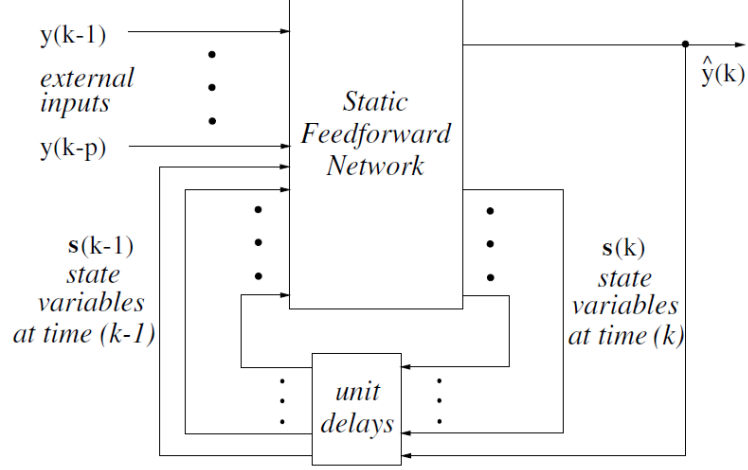 y(k-1)
external
inputs
y(k-p)
Static
Feedforward
Network
ŷ(k)
s(k-1)
state
variables
at time (k-1)
s(k)
state
variables
at time (k)
unit
delays